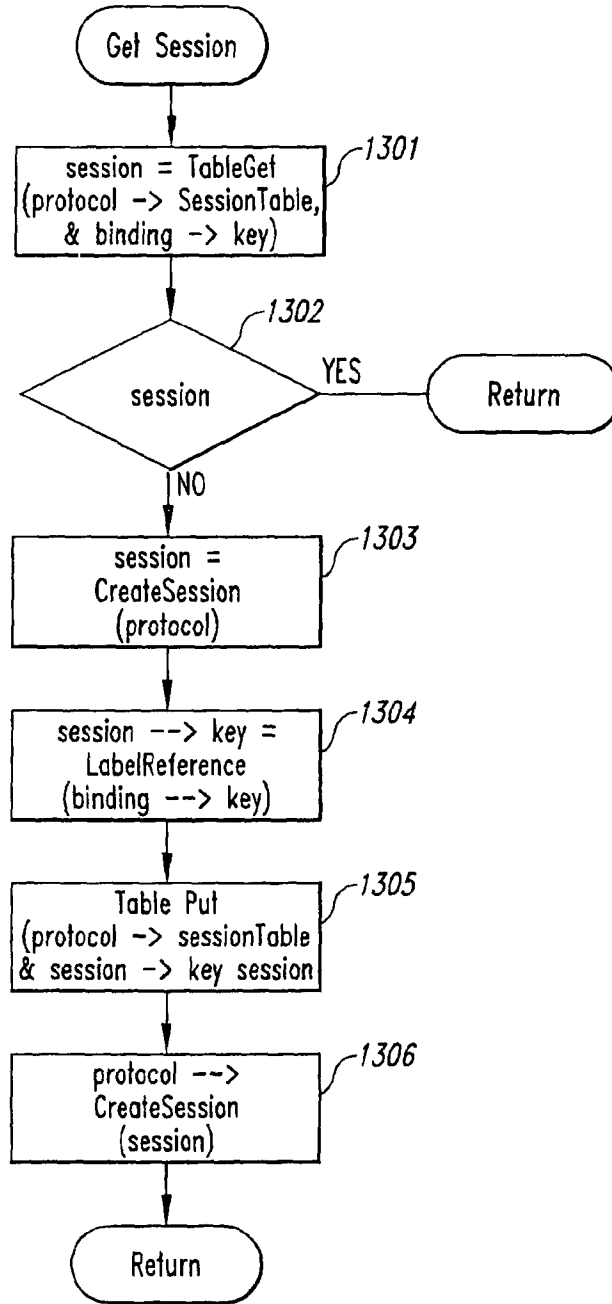 Get Session
1301
session = TableGet
(protocol -> SessionTable,
& binding -> key)
1302
session
YES
Return
NO
1303
session =
CreateSession
(protocol)
1304
session --> key =
LabelReference
(binding --> key)
1305
Table Put
(protocol -> sessionTable
& session -> key session
1306
protocol -->
CreateSession
(session)
Return